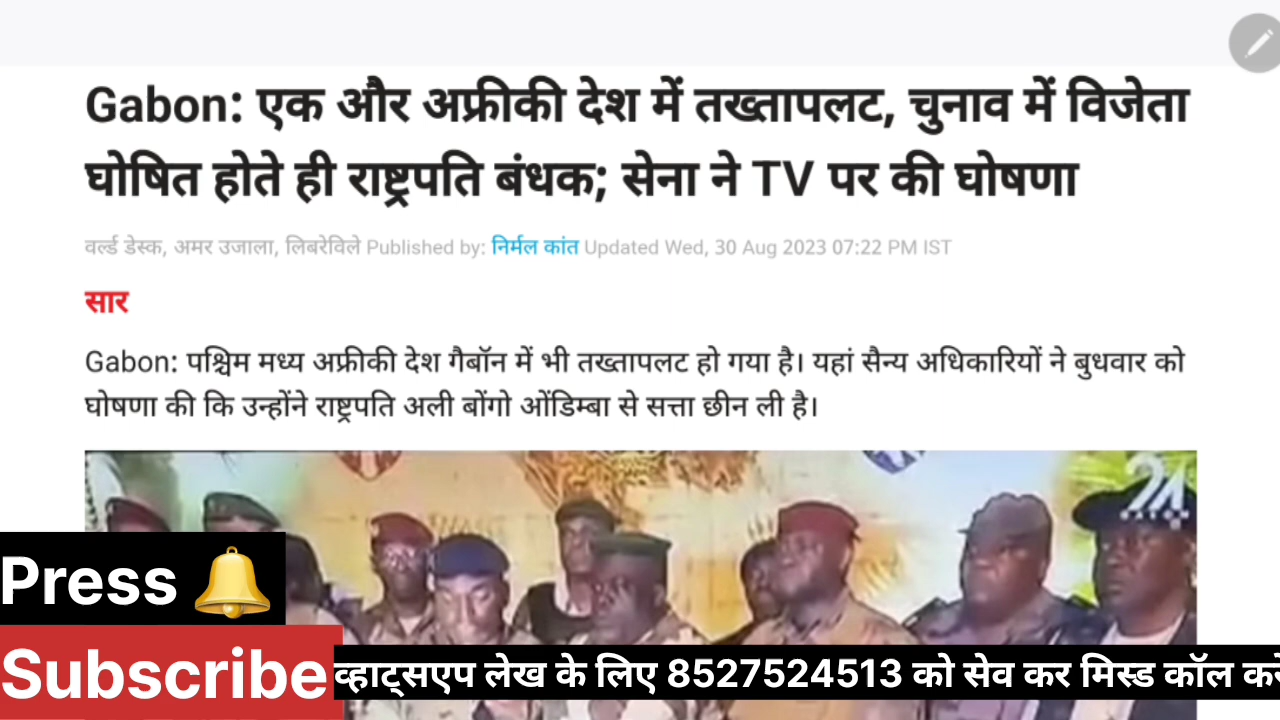 Gabon: एक और अफ्रीकी देश में तख्तापलट, चुनाव में विजेता
घोषित होते ही राष्ट्रपति बंधक; सेना ने TV पर की घोषणा
वर्ल्ड डेस्क, अमर उजाला, लिबरेविले Published by: निर्मल कांत Updated Wed, 30 Aug 2023 07:22 PM IST
सार
Gabon: पश्चिम मध्य अफ्रीकी देश गैबॉन में भी तख्तापलट हो गया है। यहां सैन्य अधिकारियों ने बुधवार को
घोषणा की कि उन्होंने राष्ट्रपति अली बोंगो ओंडिम्बा से सत्ता छीन ली है।
24
Press
Subscribe
व्हाट्सएप लेख के लिए 8527524513 को सेव कर मिस्ड कॉल करें